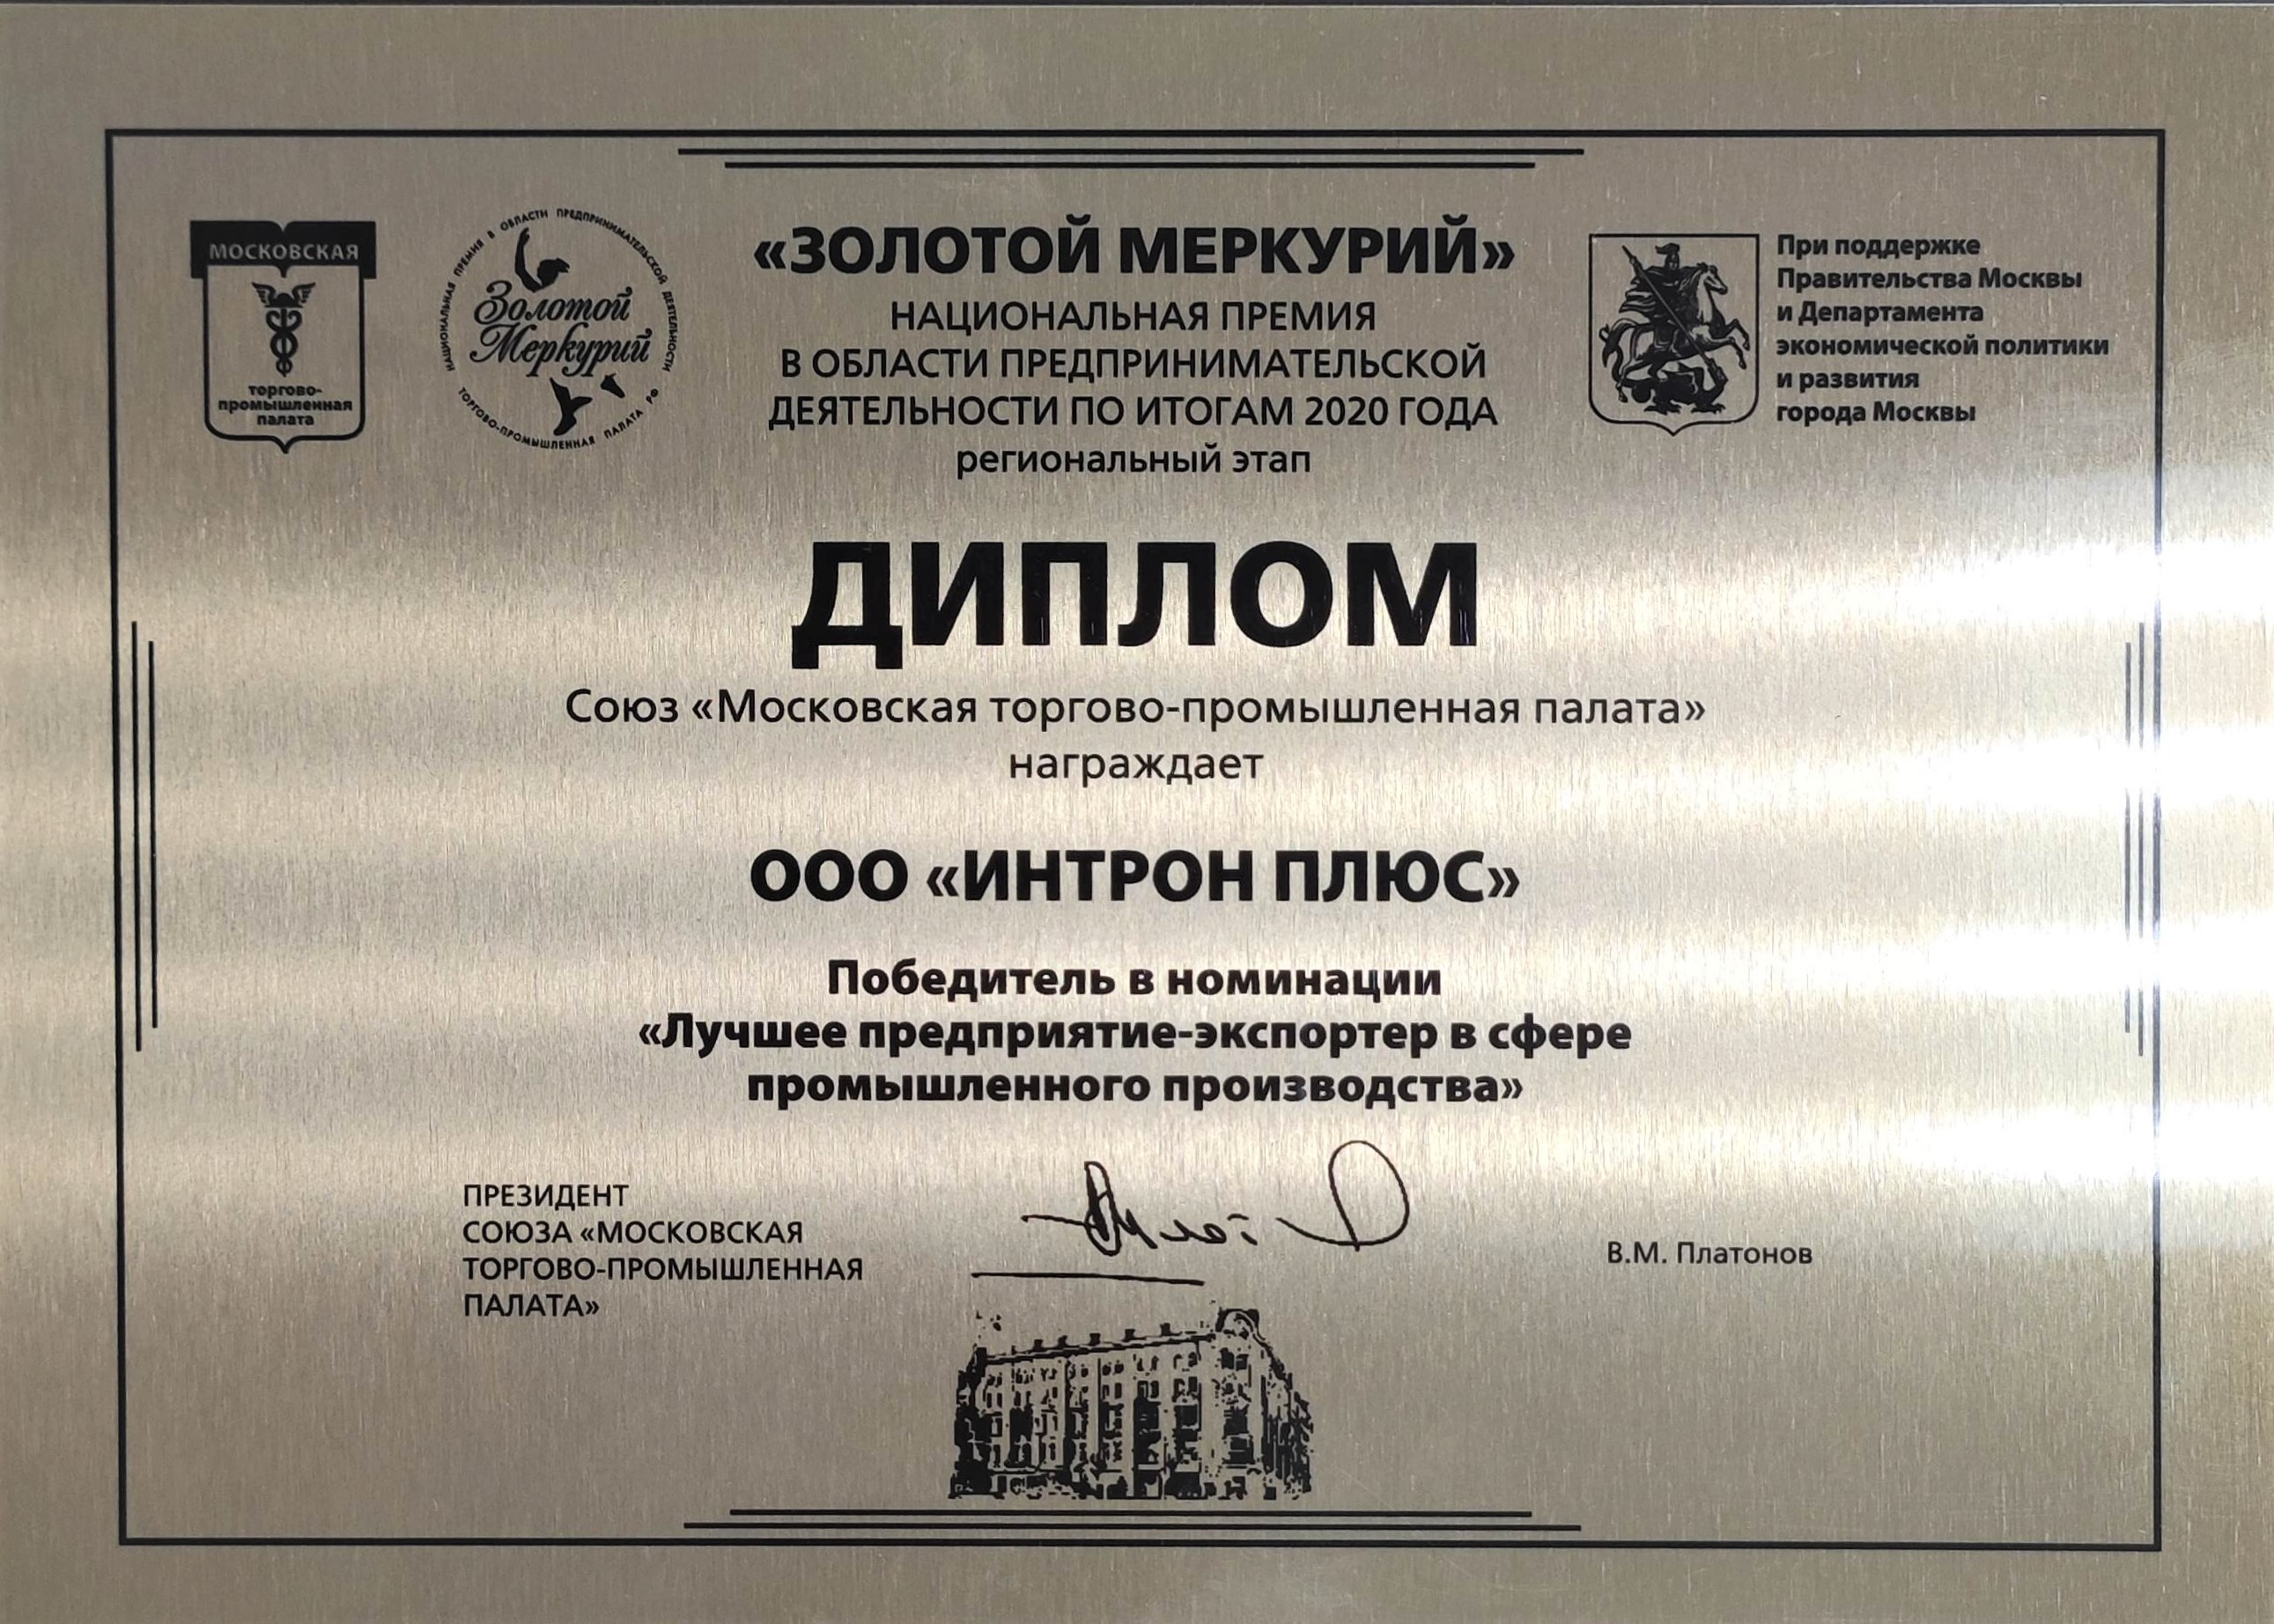 МОСКОВСКАЯ
торгово-
промышленная
палата
НАЦИОНАЛЬНАЯ ПРЕМИЯ В ОБЛАСТИ ПРЕДПРИНИМАТЕЛЬСКОЙ ДЕЯТЕЛЬНОСТИ
Золотой
Меркурий
ТОРГОВО-ПРОМЫШЛЕННАЯ ПАЛАТА РФ
«ЗОЛОТОЙ МЕРКУРИЙ»
НАЦИОНАЛЬНАЯ ПРЕМИЯ
В ОБЛАСТИ ПРЕДПРИНИМАТЕЛЬСКОЙ
ДЕЯТЕЛЬНОСТИ ПО ИТОГАМ 2020 ГОДА
региональный этап
При поддержке
Правительства Москвы
и Департамента
экономической политики
и развития
города Москвы
ДИПЛОМ
Союз «Московская торгово-промышленная палата»
награждает
ООО «ИНТРОН ПЛЮС»
Победитель в номинации
«Лучшее предприятие-экспортер в сфере
промышленного производства»
ПРЕЗИДЕНТ
СОЮЗА «МОСКОВСКАЯ
ТОРГОВО-ПРОМЫШЛЕННАЯ
ПАЛАТА»
В.М. Платонов